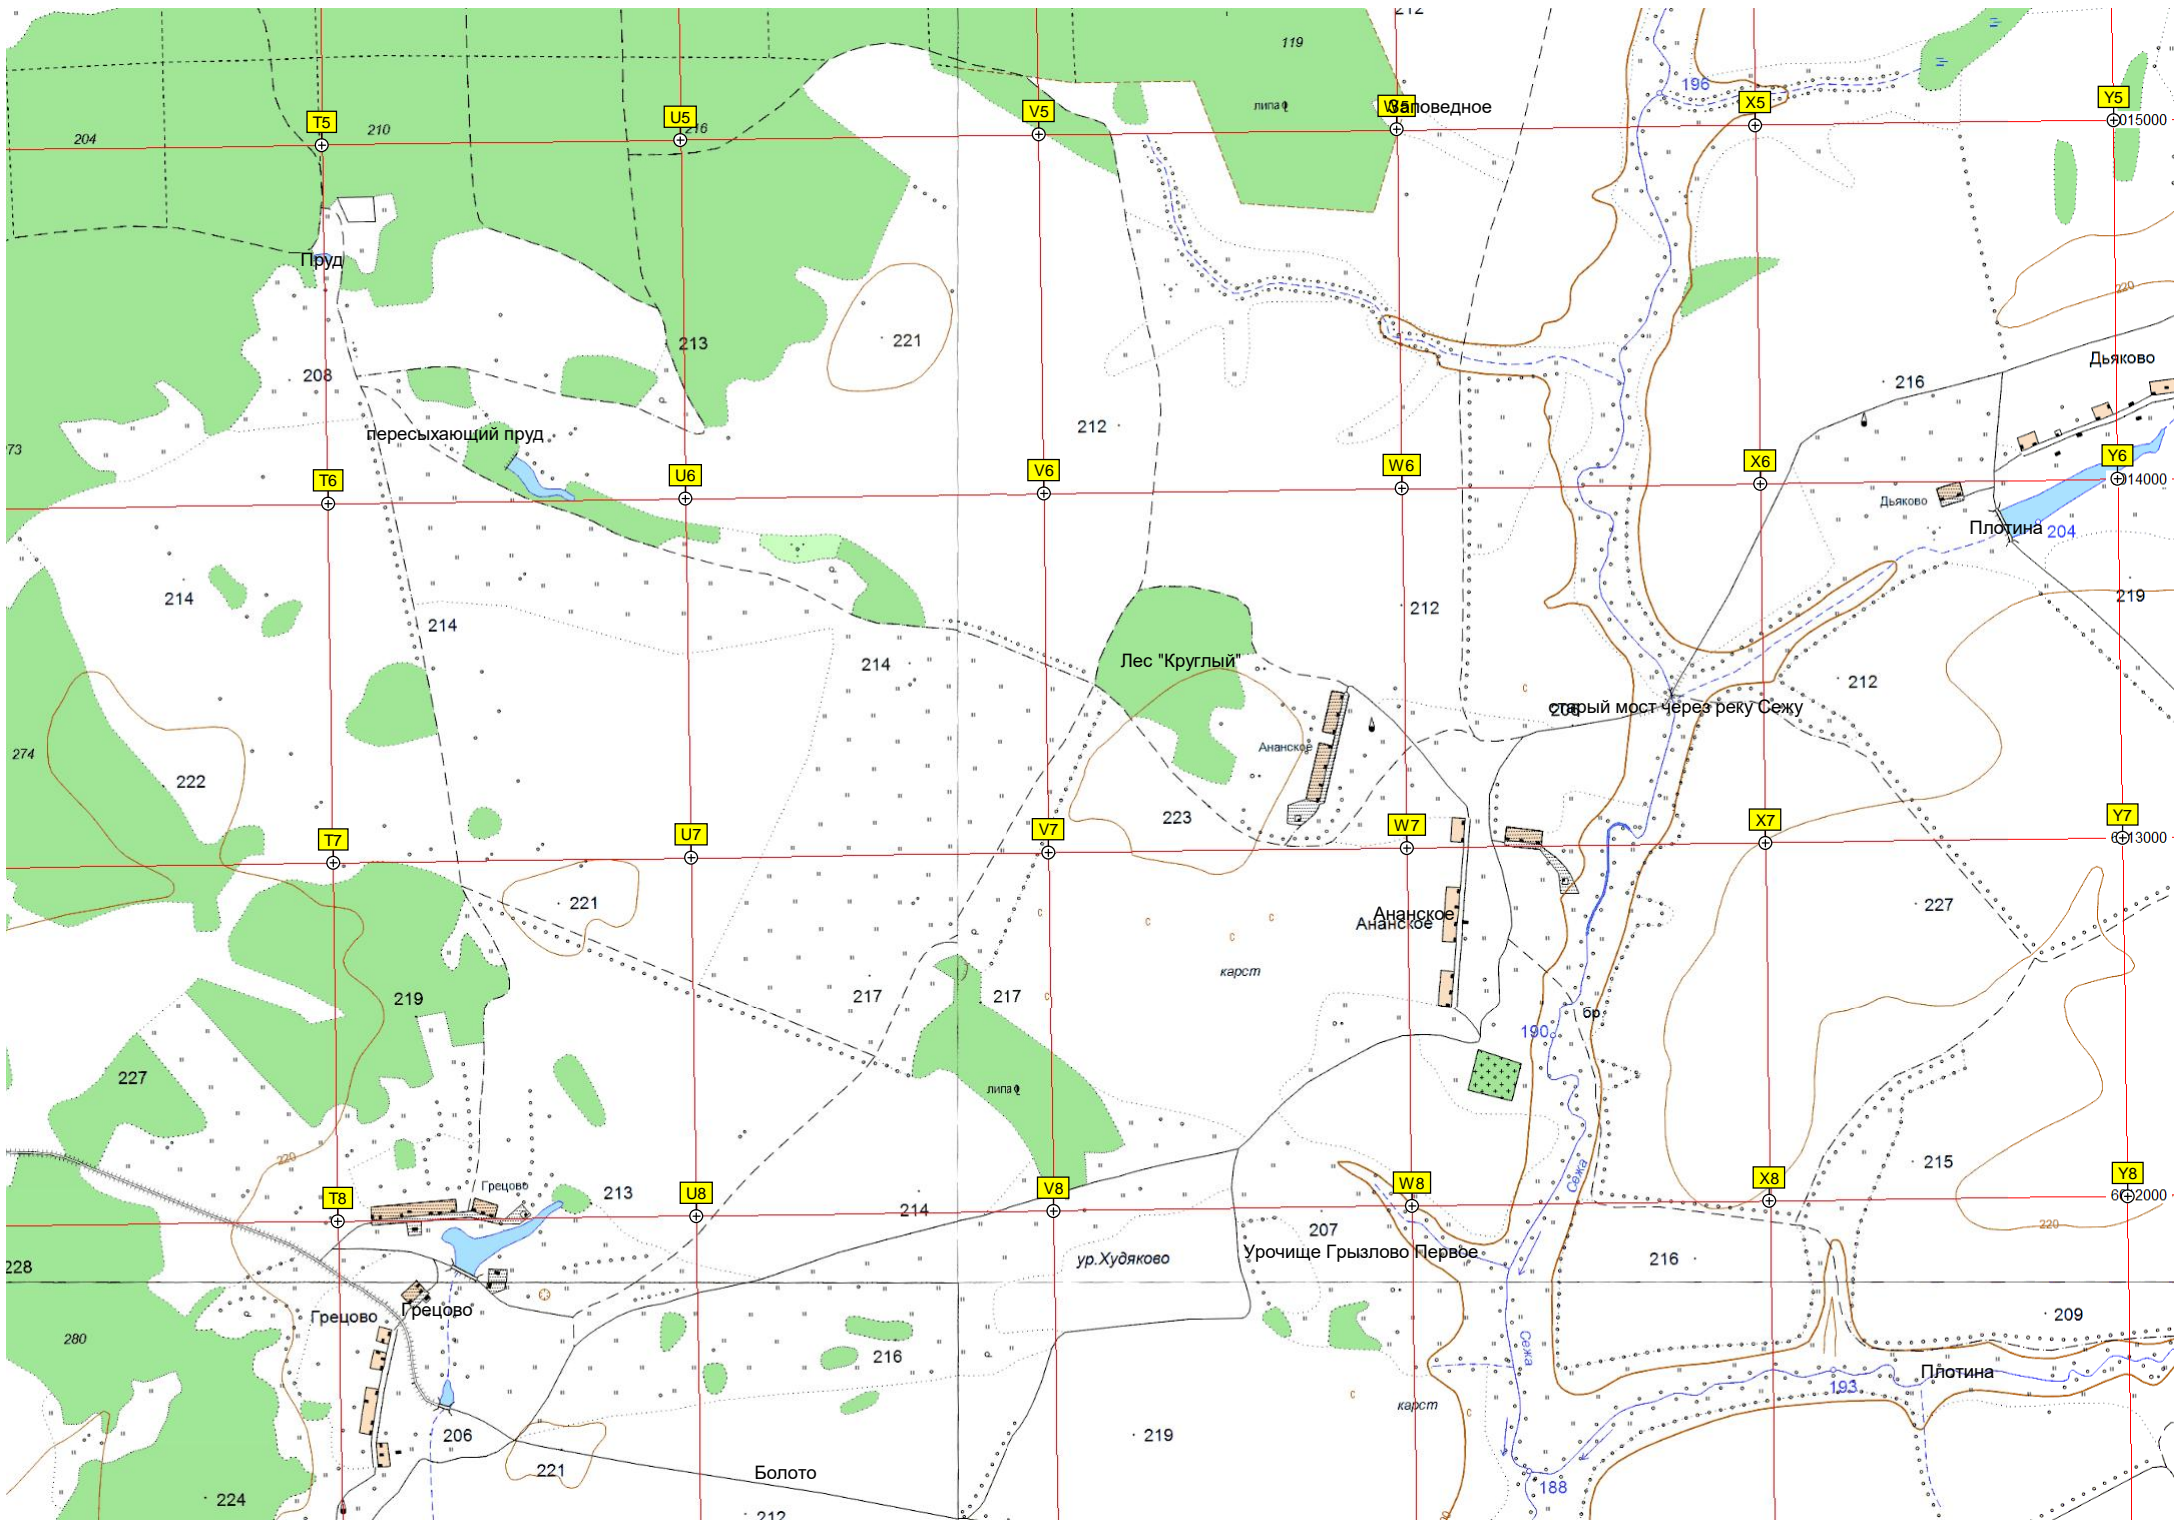 212
119
196
липа
W5
Заповедное
X5
Y5
T5
U5
V5
204
210
216
015000
Пруд
220
221
213
208
Дьяково
216
212
пересыхающий пруд
73
T6
U6
V6
W6
X6
Y6
014000
Дьяково
Плотина
204
214
214
212
219
214
Лес "Круглый"
212
с
старый мост через реку Сежу
Ананское
274
222
223
T7
U7
V7
W7
X7
Y7
13000
221
с
с
с
с
227
Ананское
Ананское
карст
219
217
217
с
бр.
190
227
липа
220
Сежа
215
T8
U8
V8
W8
X8
Y8
Грецово
213
214
207
220
228
ур.Худяково
Урочище Грызлово Первое
216
Грецово
Грецово
280
209
216
Сежа
Плотина
193
с
карст
с
206
219
221
Болото
188
224
212